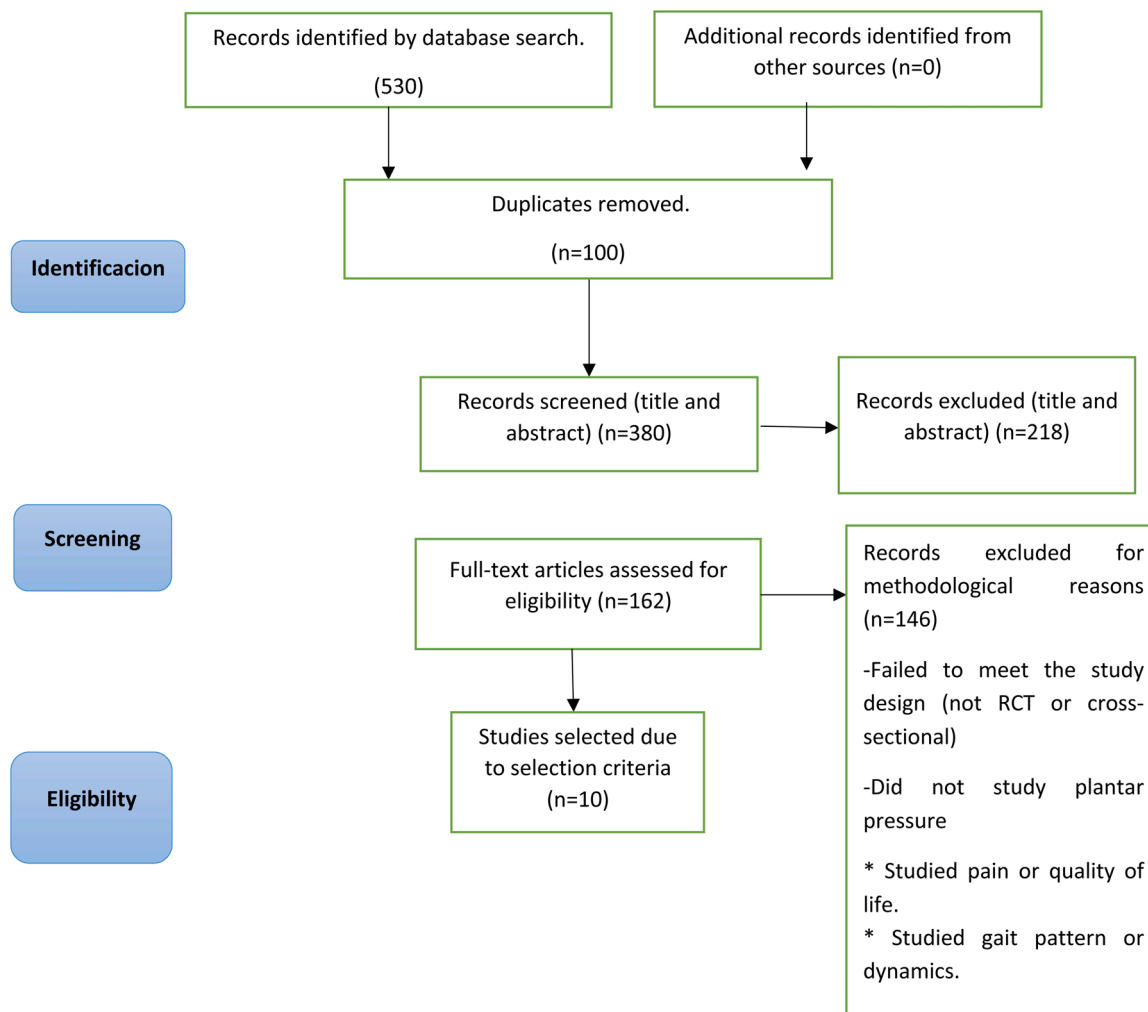 Records identified by database search.
(530)
Additional records identified from
other sources (n=0)
Duplicates removed.
(n=100)
Identificacion
Records screened (title and
abstract) (n=380)
Records excluded (title and
abstract) (n=218)
Screening
Full-text articles assessed for
eligibility (n=162)
Records excluded for
methodological reasons
(n=146)
-Failed to meet the study
design (not RCT or cross-
sectional)
-Did not study plantar
pressure
* Studied pain or quality of
life.
* Studied gait pattern or
dynamics.
Studies selected due
to selection criteria
(n=10)
Eligibility